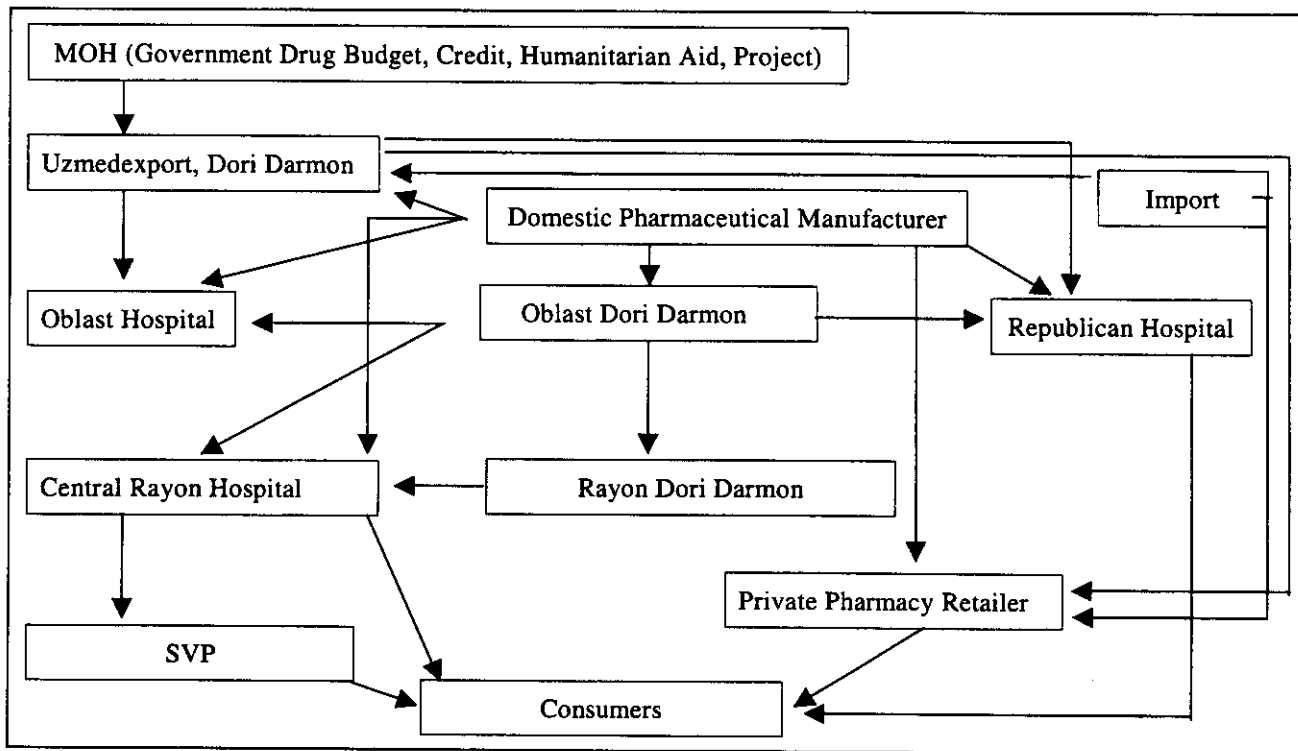 MOH (Government Drug Budget, Credit, Humanitarian Aid, Project)
Uzmedexport, Dori Darmon
Import
Domestic Pharmaceutical Manufacturer
Oblast Hospital
Oblast Dori Darmon
Republican Hospital
Central Rayon Hospital
Rayon Dori Darmon
Private Pharmacy Retailer
SVP
Consumers